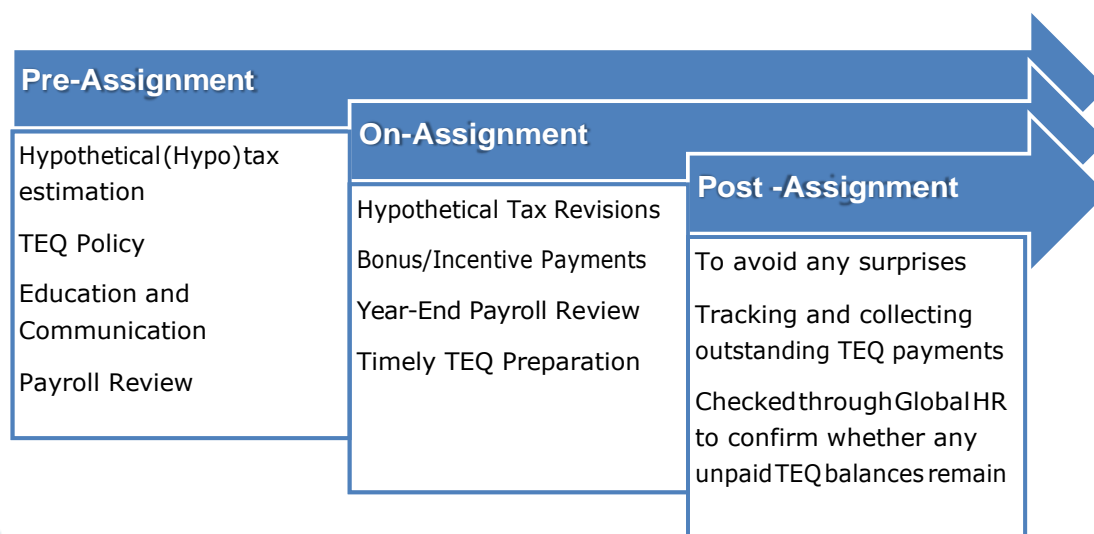 Pre-Assignment
Hypothetical (Hypo) tax
estimation
TEQ Policy
Education and
Communication
Payroll Review
On-Assignment
Hypothetical Tax Revisions
Bonus/Incentive Payments
Year-End Payroll Review
Timely TEQ Preparation
Post -Assignment
To avoid any surprises
Tracking and collecting
outstanding TEQ payments
Checked through Global HR
to confirm whether any
unpaid TEQ balances remain